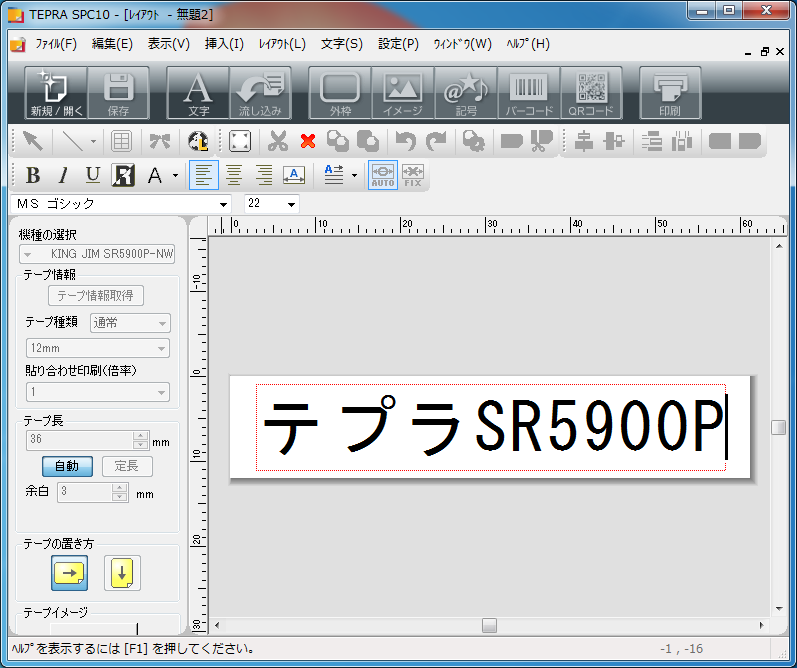 TEPRA SPC10 - [ﾚｲｱｳﾄ - 無題2]
ﾌｧｲﾙ(F) 編集(E) 表示(V) 挿入(I) ﾚｲｱｳﾄ(L) 文字(S) 設定(P) ｳｨﾝﾄﾞｳ(W) ﾍﾙﾌﾟ(H)
新規 / 開く 保存 文字 流し込み 外枠 イメージ 記号 バーコード QRコード 印刷
B I U A A AUTO FIX
ＭＳ ゴシック 22
機種の選択
KING JIM SR5900P-NW
テープ情報
テープ情報取得
テープ種類 通常
12mm
貼り合わせ印刷(倍率)
1
テープ長
36 mm
自動 定長
余白 3 mm
テープの置き方
テープイメージ
0 10 20 30 40 50 60
-10 0 10 20 30
テプラSR5900P
ﾍﾙﾌﾟを表示するには [F1] を押してください。 -1 , -16